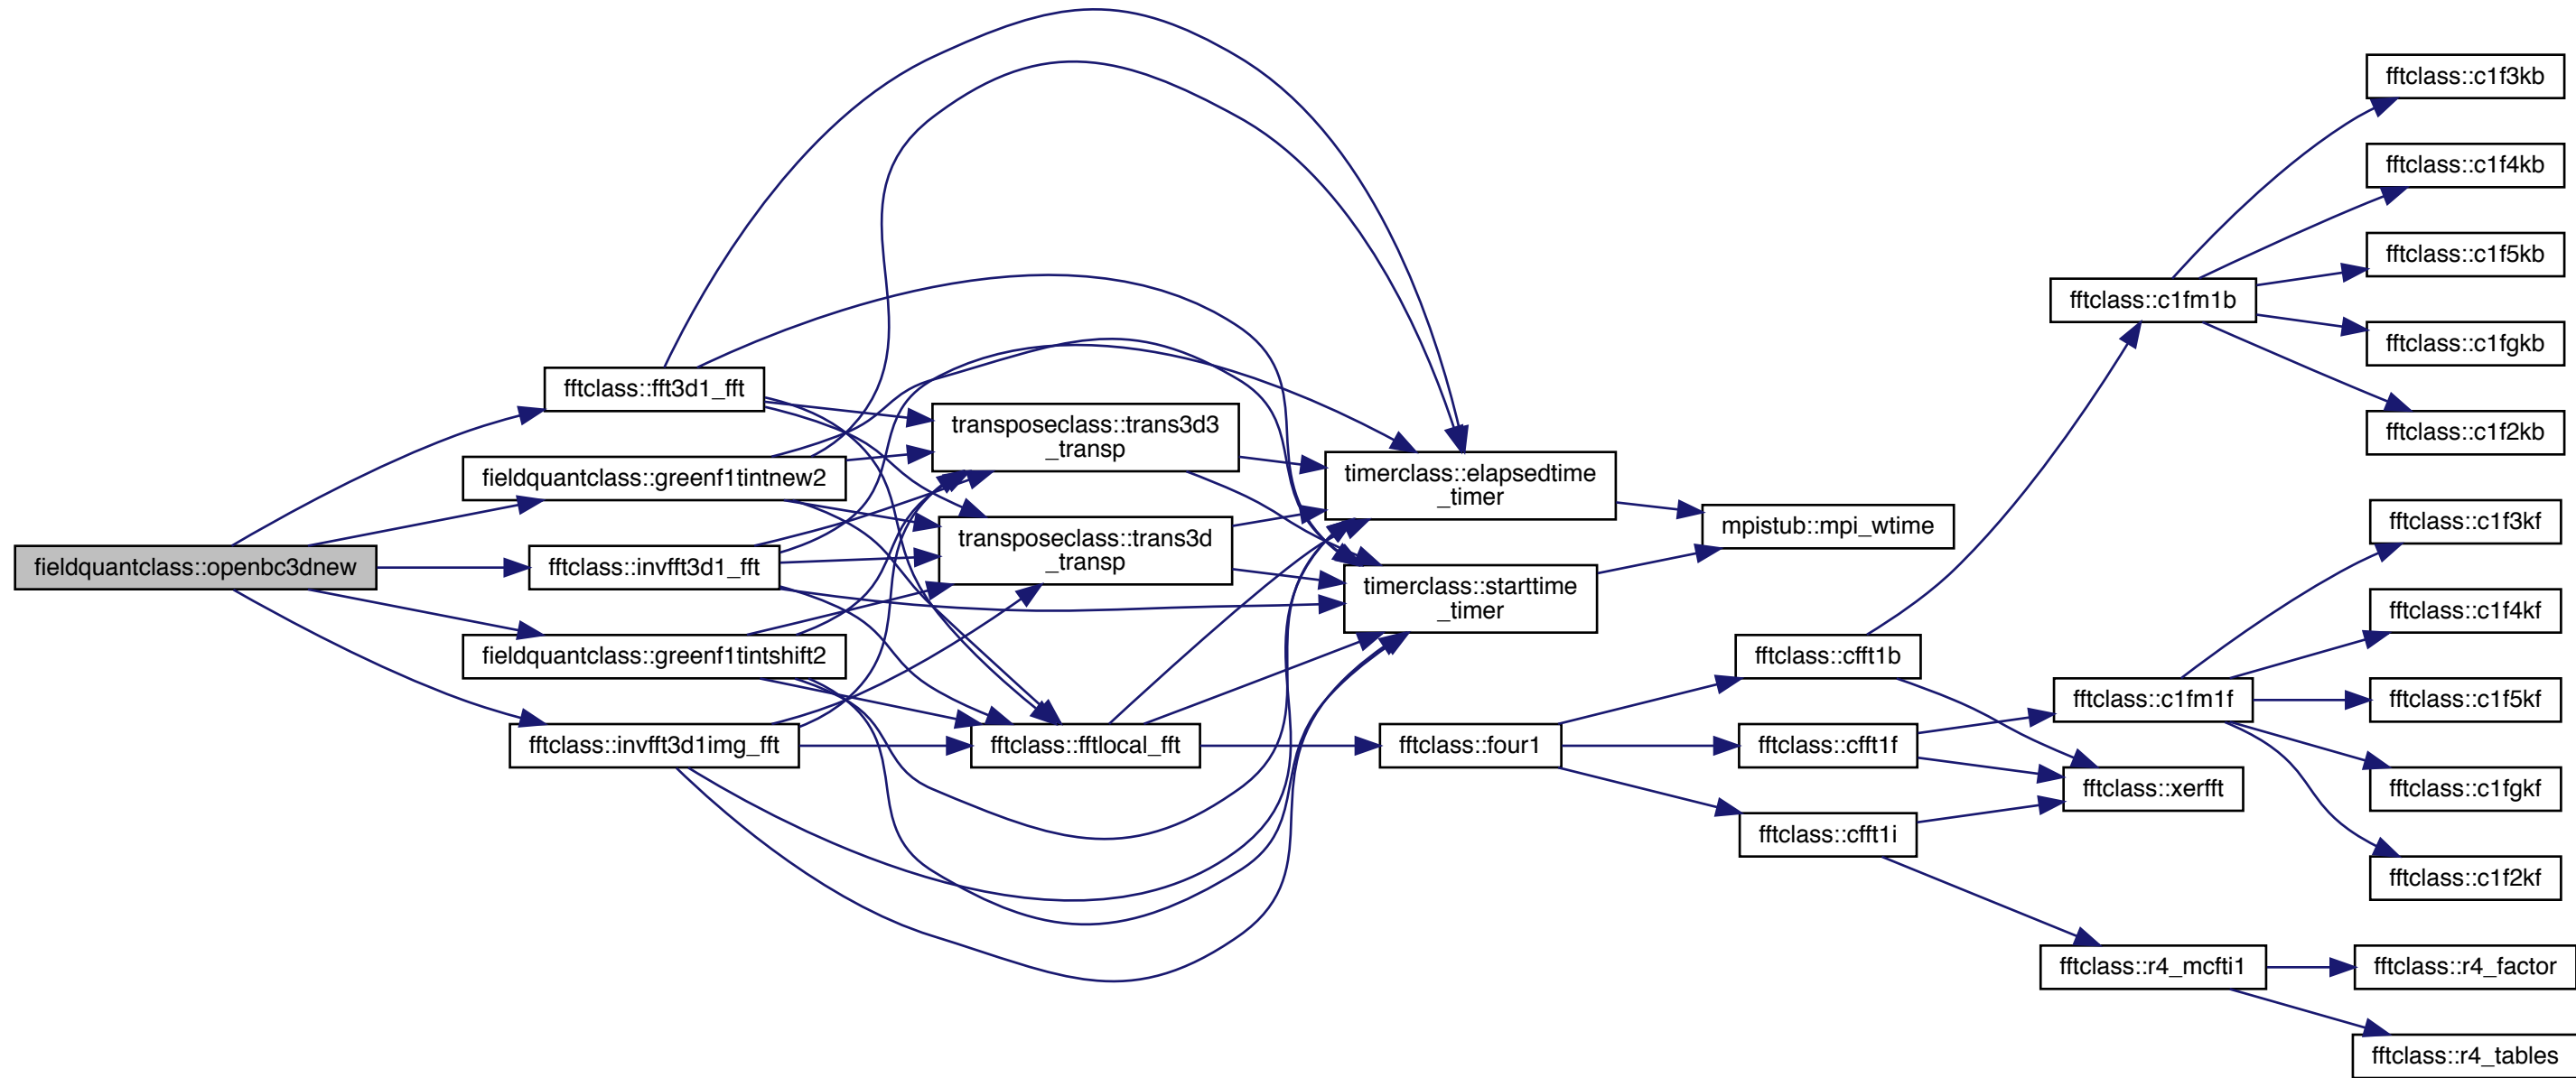 fieldquantclass::openbc3dnew
fftclass::fft3d1_fft
fieldquantclass::greenf1tintnew2
fftclass::invfft3d1_fft
fieldquantclass::greenf1tintshift2
fftclass::invfft3d1img_fft
transposeclass::trans3d3
_transp
transposeclass::trans3d
_transp
fftclass::fftlocal_fft
timerclass::elapsedtime
_timer
timerclass::starttime
_timer
fftclass::four1
mpistub::mpi_wtime
fftclass::cfft1b
fftclass::cfft1f
fftclass::cfft1i
fftclass::c1fm1b
fftclass::c1fm1f
fftclass::xerfft
fftclass::r4_mcfti1
fftclass::c1f3kb
fftclass::c1f4kb
fftclass::c1f5kb
fftclass::c1fgkb
fftclass::c1f2kb
fftclass::c1f3kf
fftclass::c1f4kf
fftclass::c1f5kf
fftclass::c1fgkf
fftclass::c1f2kf
fftclass::r4_factor
fftclass::r4_tables